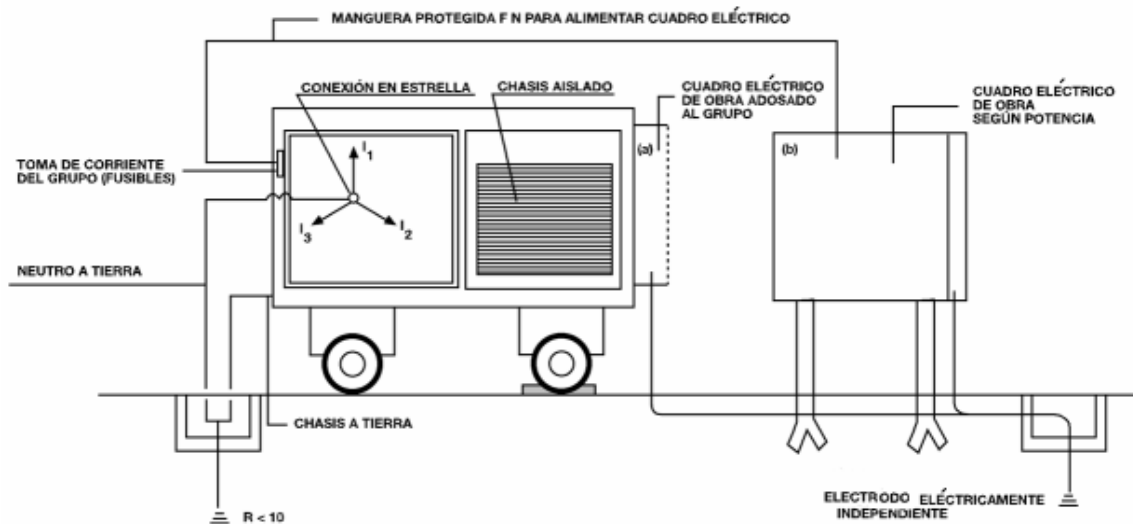 MANGUERA PROTEGIDA F N PARA ALIMENTAR CUADRO ELÉCTRICO
CONEXIÓN EN ESTRELLA
CHASIS AISLADO
CUADRO ELÉCTRICO
DE OBRA ADOSADO
AL GRUPO
CUADRO ELÉCTRICO
DE OBRA
SEGÚN POTENCIA
(a)
(b)
TOMA DE CORRIENTE
DEL GRUPO (FUSIBLES)
I1
I3
I2
NEUTRO A TIERRA
CHASIS A TIERRA
R < 10
ELECTRODO ELÉCTRICAMENTE
INDEPENDIENTE